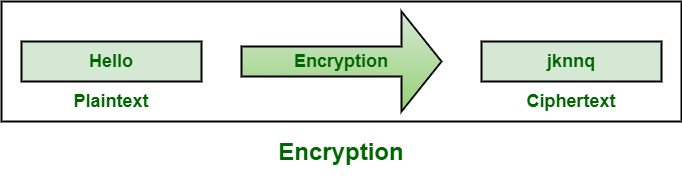 Hello Encryption jknnq
Plaintext Ciphertext
Encryption